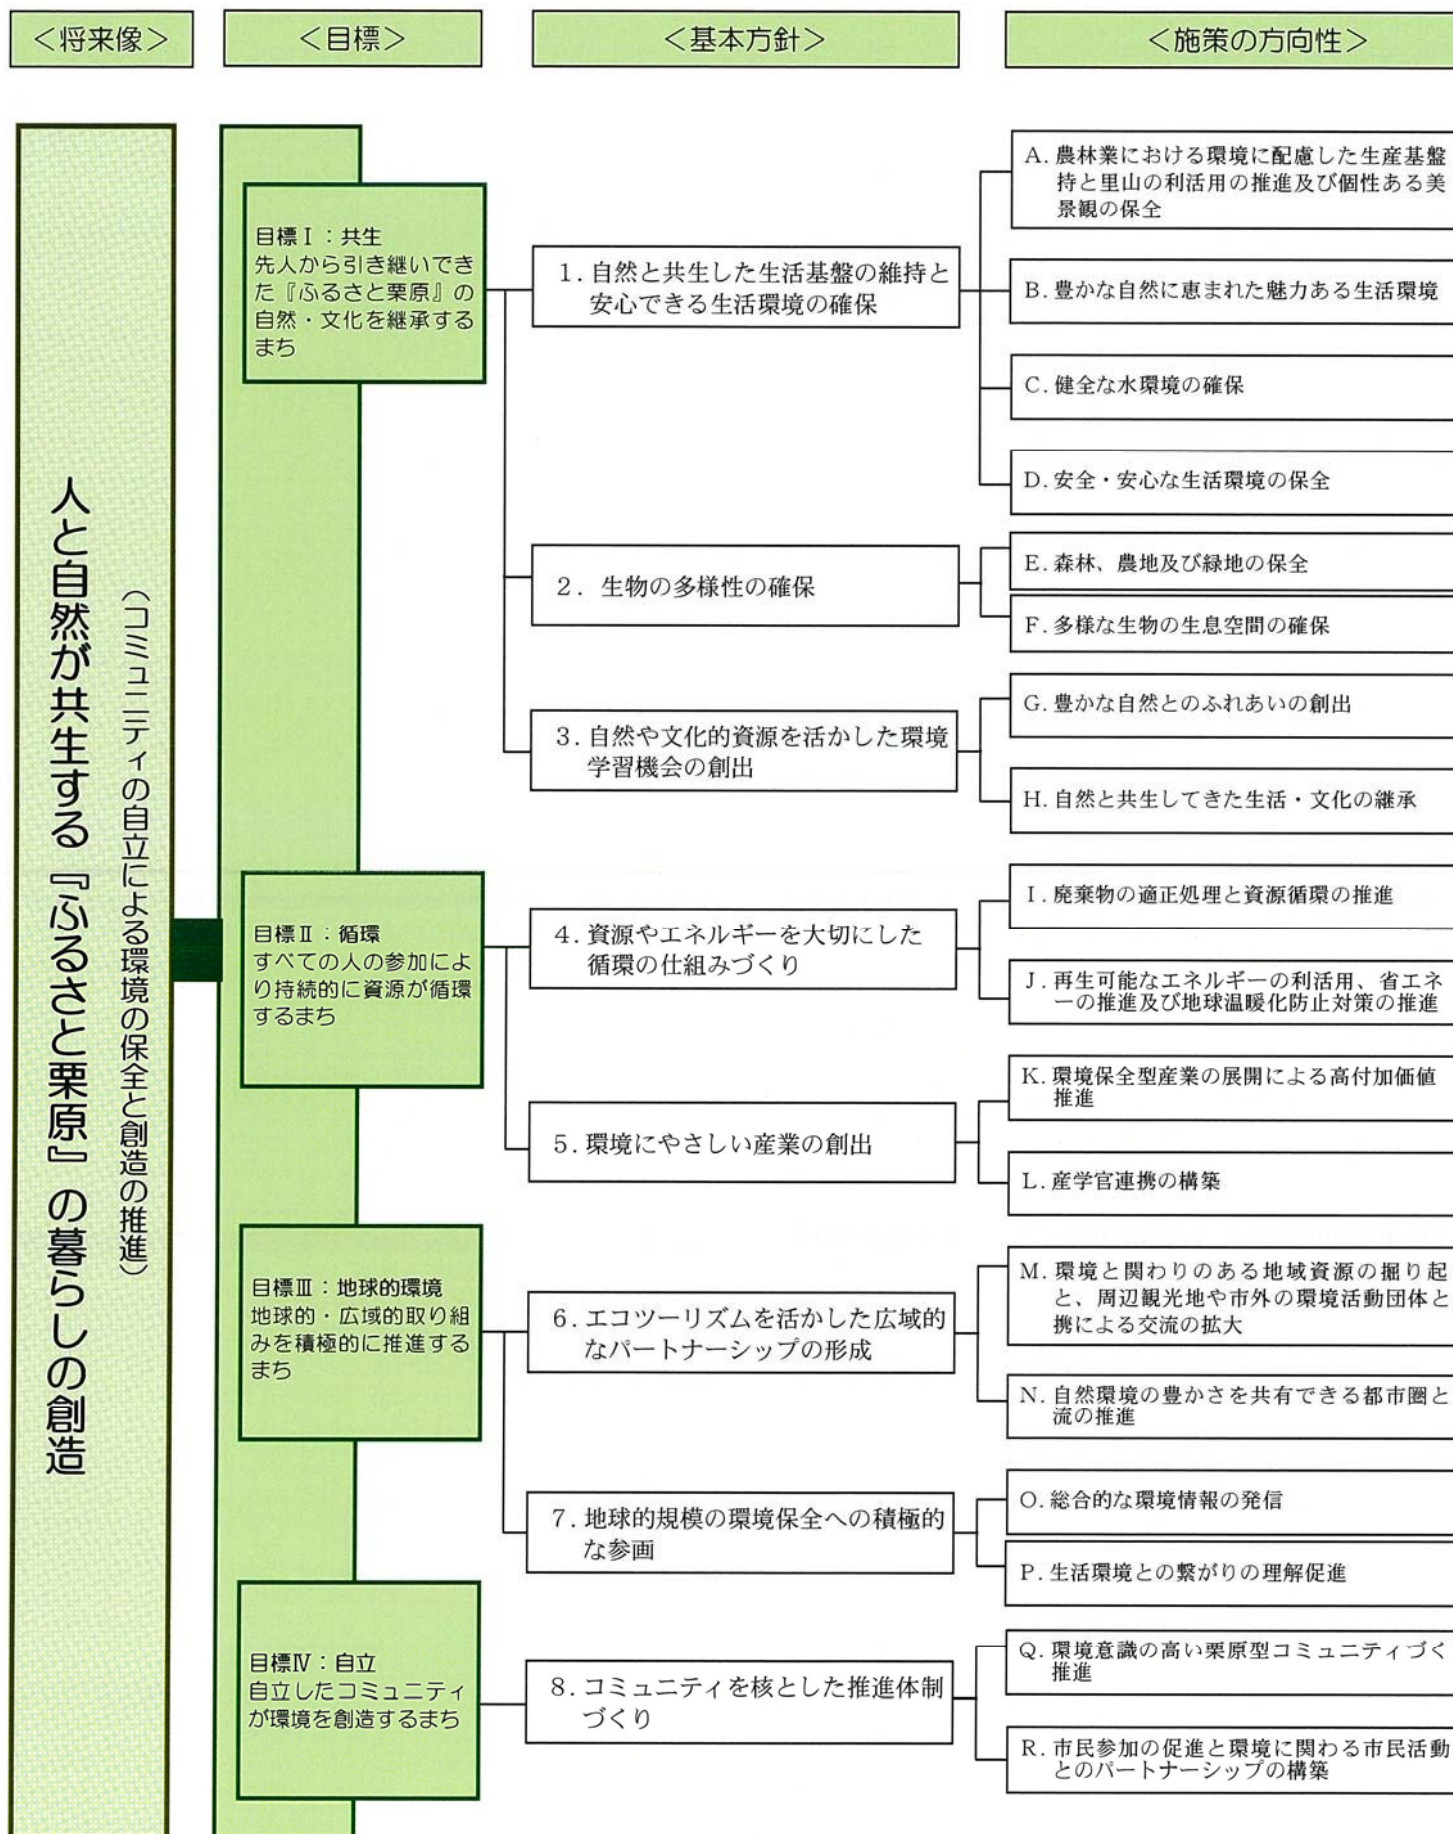 ＜将来像＞
＜目標＞
＜基本方針＞
＜施策の方向性＞
人と自然が共生する『ふるさと栗原』の暮らしの創造
（コミュニティの自立による環境の保全と創造の推進）
目標Ⅰ：共生
先人から引き継いでき
た『ふるさと栗原』の
自然・文化を継承する
まち
1. 自然と共生した生活基盤の維持と
安心できる生活環境の確保
A. 農林業における環境に配慮した生産基盤
持と里山の利活用の推進及び個性ある美
景観の保全
B. 豊かな自然に恵まれた魅力ある生活環境
C. 健全な水環境の確保
D. 安全・安心な生活環境の保全
2. 生物の多様性の確保
E. 森林、農地及び緑地の保全
F. 多様な生物の生息空間の確保
3. 自然や文化的資源を活かした環境
学習機会の創出
G. 豊かな自然とのふれあいの創出
H. 自然と共生してきた生活・文化の継承
目標Ⅱ：循環
すべての人の参加によ
り持続的に資源が循環
するまち
4. 資源やエネルギーを大切にした
循環の仕組みづくり
I. 廃棄物の適正処理と資源循環の推進
J. 再生可能なエネルギーの利活用、省エネ
ーの推進及び地球温暖化防止対策の推進
5. 環境にやさしい産業の創出
K. 環境保全型産業の展開による高付加価値
推進
L. 産学官連携の構築
目標Ⅲ：地球的環境
地球的・広域的取り組
みを積極的に推進する
まち
6. エコツーリズムを活かした広域的
なパートナーシップの形成
M. 環境と関わりのある地域資源の掘り起
と、周辺観光地や市外の環境活動団体と
携による交流の拡大
N. 自然環境の豊かさを共有できる都市圏と
流の推進
7. 地球的規模の環境保全への積極的
な参画
O. 総合的な環境情報の発信
P. 生活環境との繋がりの理解促進
目標Ⅳ：自立
自立したコミュニティ
が環境を創造するまち
8. コミュニティを核とした推進体制
づくり
Q. 環境意識の高い栗原型コミュニティづく
推進
R. 市民参加の促進と環境に関わる市民活動
とのパートナーシップの構築